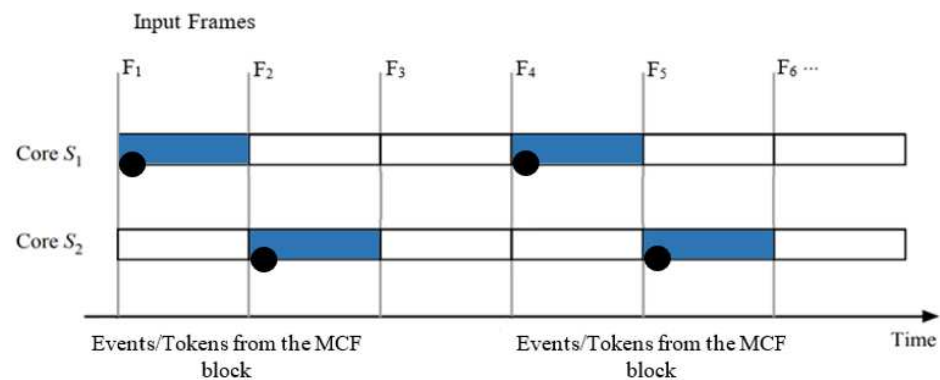 Input Frames
F₁ F₂ F₃ F₄ F₅ F₆ ...
Core S₁
Core S₂
Time
Events/Tokens from the MCF
block
Events/Tokens from the MCF
block